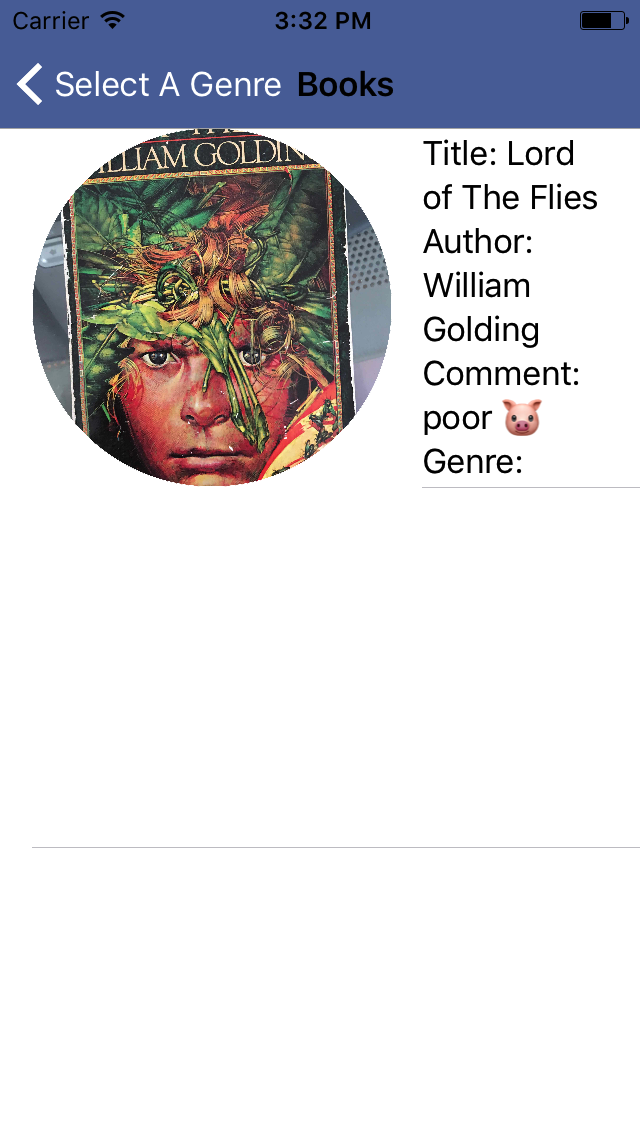 Carrier 3:32 PM
Select A Genre Books
WILLIAM GOLDIN
Title: Lord
of The Flies
Author:
William
Golding
Comment:
poor 🐷
Genre: